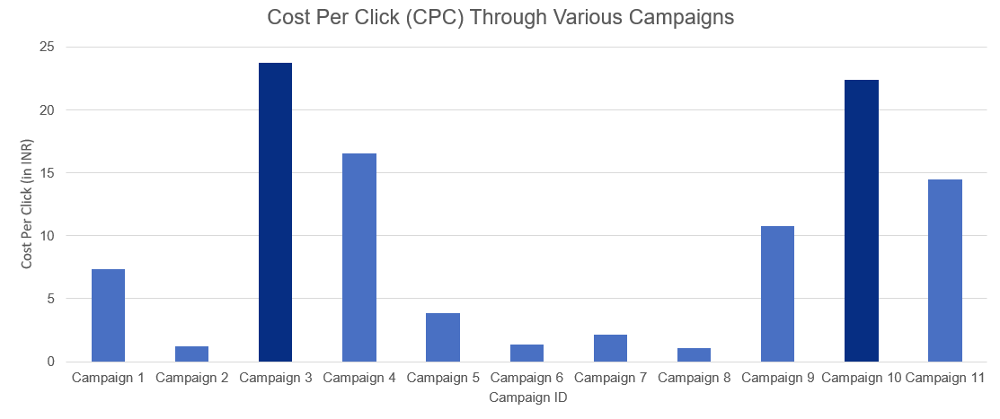 Cost Per Click (CPC) Through Various Campaigns
Cost Per Click (in INR)
25
20
15
10
5
0
Campaign 1 Campaign 2 Campaign 3 Campaign 4 Campaign 5 Campaign 6 Campaign 7 Campaign 8 Campaign 9 Campaign 10 Campaign 11
Campaign ID